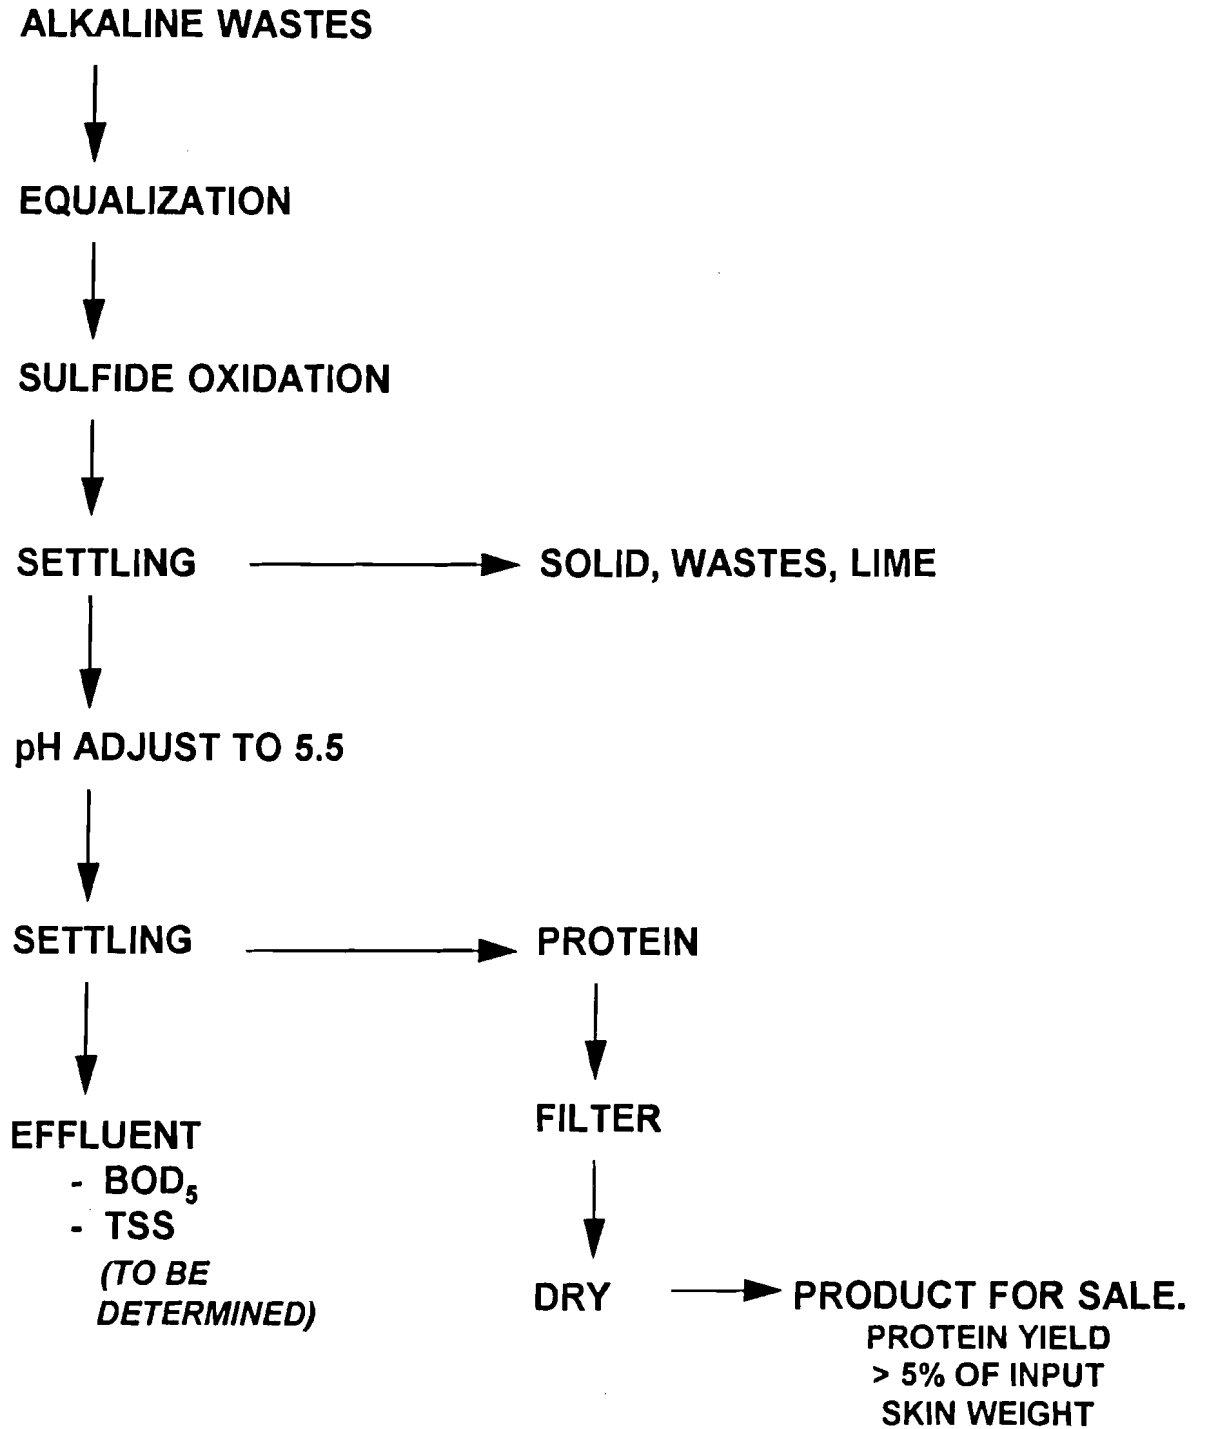 ALKALINE WASTES
EQUALIZATION
SULFIDE OXIDATION
SETTLING
SOLID, WASTES, LIME
pH ADJUST TO 5.5
SETTLING
PROTEIN
FILTER
EFFLUENT
- BOD₅
- TSS
(TO BE
DETERMINED)
DRY
PRODUCT FOR SALE.
PROTEIN YIELD
> 5% OF INPUT
SKIN WEIGHT